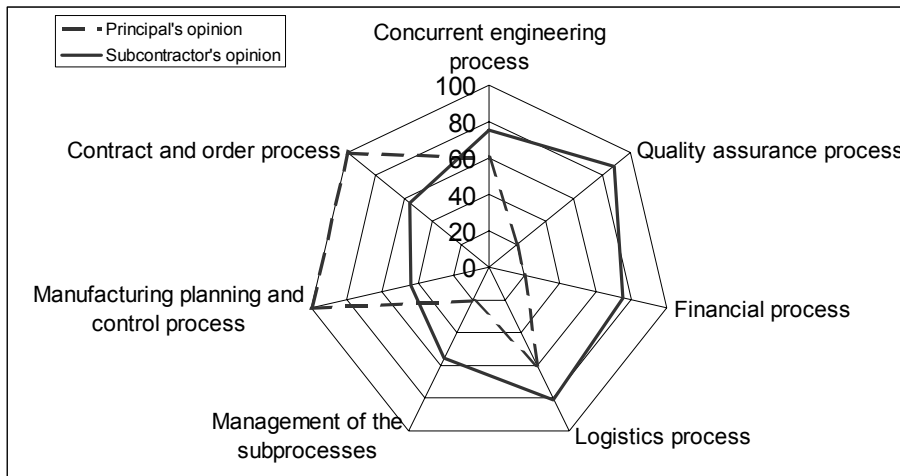 Principal's opinion
Subcontractor's opinion
Concurrent engineering
process
100
80
60
40
20
0
Contract and order process
Quality assurance process
Manufacturing planning and
control process
Financial process
Management of the
subprocesses
Logistics process